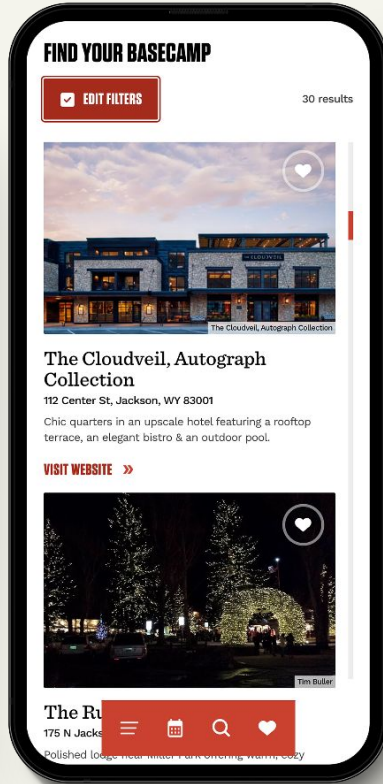 FIND YOUR BASECAMP
EDIT FILTERS
30 results
The Cloudveil, Autograph Collection
The Cloudveil, Autograph
Collection
112 Center St, Jackson, WY 83001
Chic quarters in an upscale hotel featuring a rooftop
terrace, an elegant bistro & an outdoor pool.
VISIT WEBSITE »
Tim Buller
The Ru
175 N Jacks
Polished lodge near Miller Park offering warm, cozy